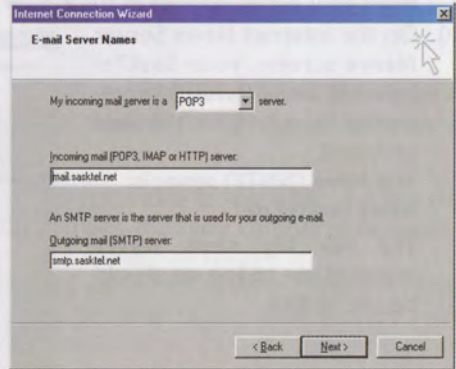 Internet Connection Wizard
E-mail Server Names
My incoming mail server is a POP3 server.
Incoming mail (POP3, IMAP or HTTP) server:
mail.sasktel.net
An SMTP server is the server that is used for your outgoing e-mail.
Outgoing mail (SMTP) server:
smtp.sasktel.net
< Back Next > Cancel